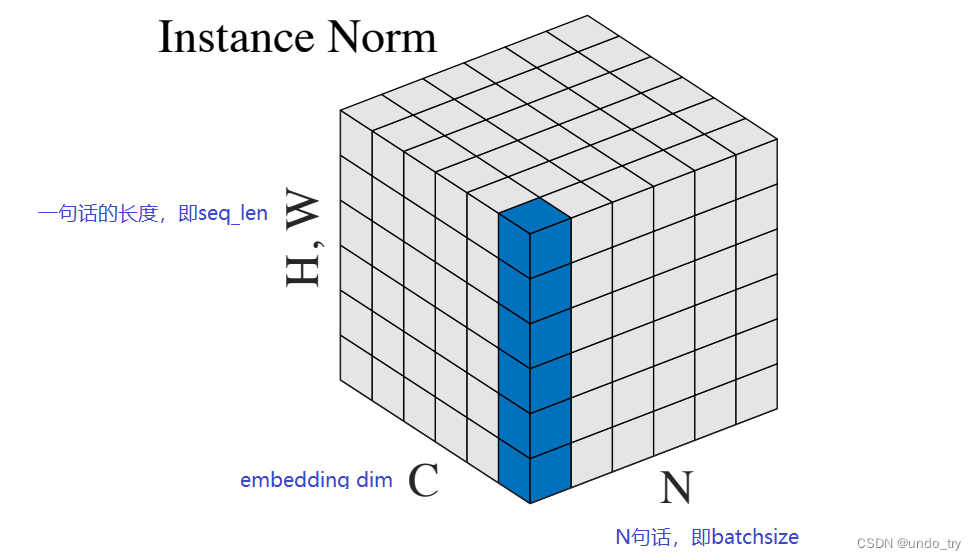 Instance Norm
一句话的长度，即seq_len
H, W
embedding dim
C
N
N句话，即batchsize
CSDN @undo_try